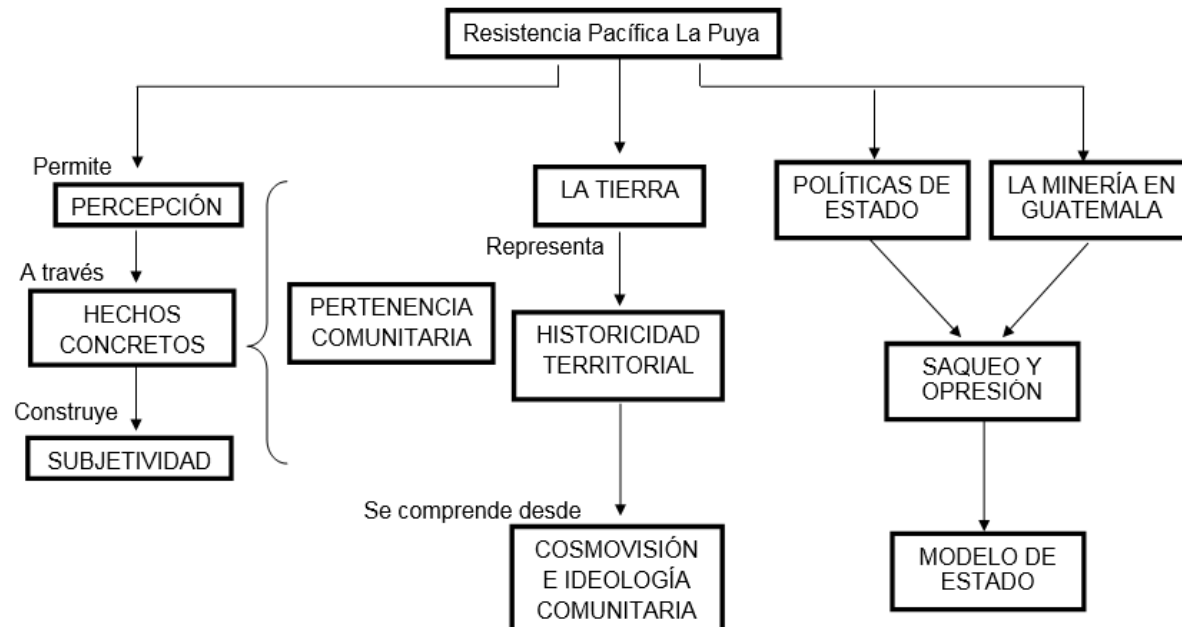 Resistencia Pacífica La Puya
Permite
PERCEPCIÓN
A través
HECHOS
CONCRETOS
Construye
SUBJETIVIDAD
PERTENENCIA
COMUNITARIA
LA TIERRA
Representa
HISTORICIDAD
TERRITORIAL
Se comprende desde
COSMOVISIÓN
E IDEOLOGÍA
COMUNITARIA
POLÍTICAS DE
ESTADO
LA MINERÍA EN
GUATEMALA
SAQUEO Y
OPRESIÓN
MODELO DE
ESTADO